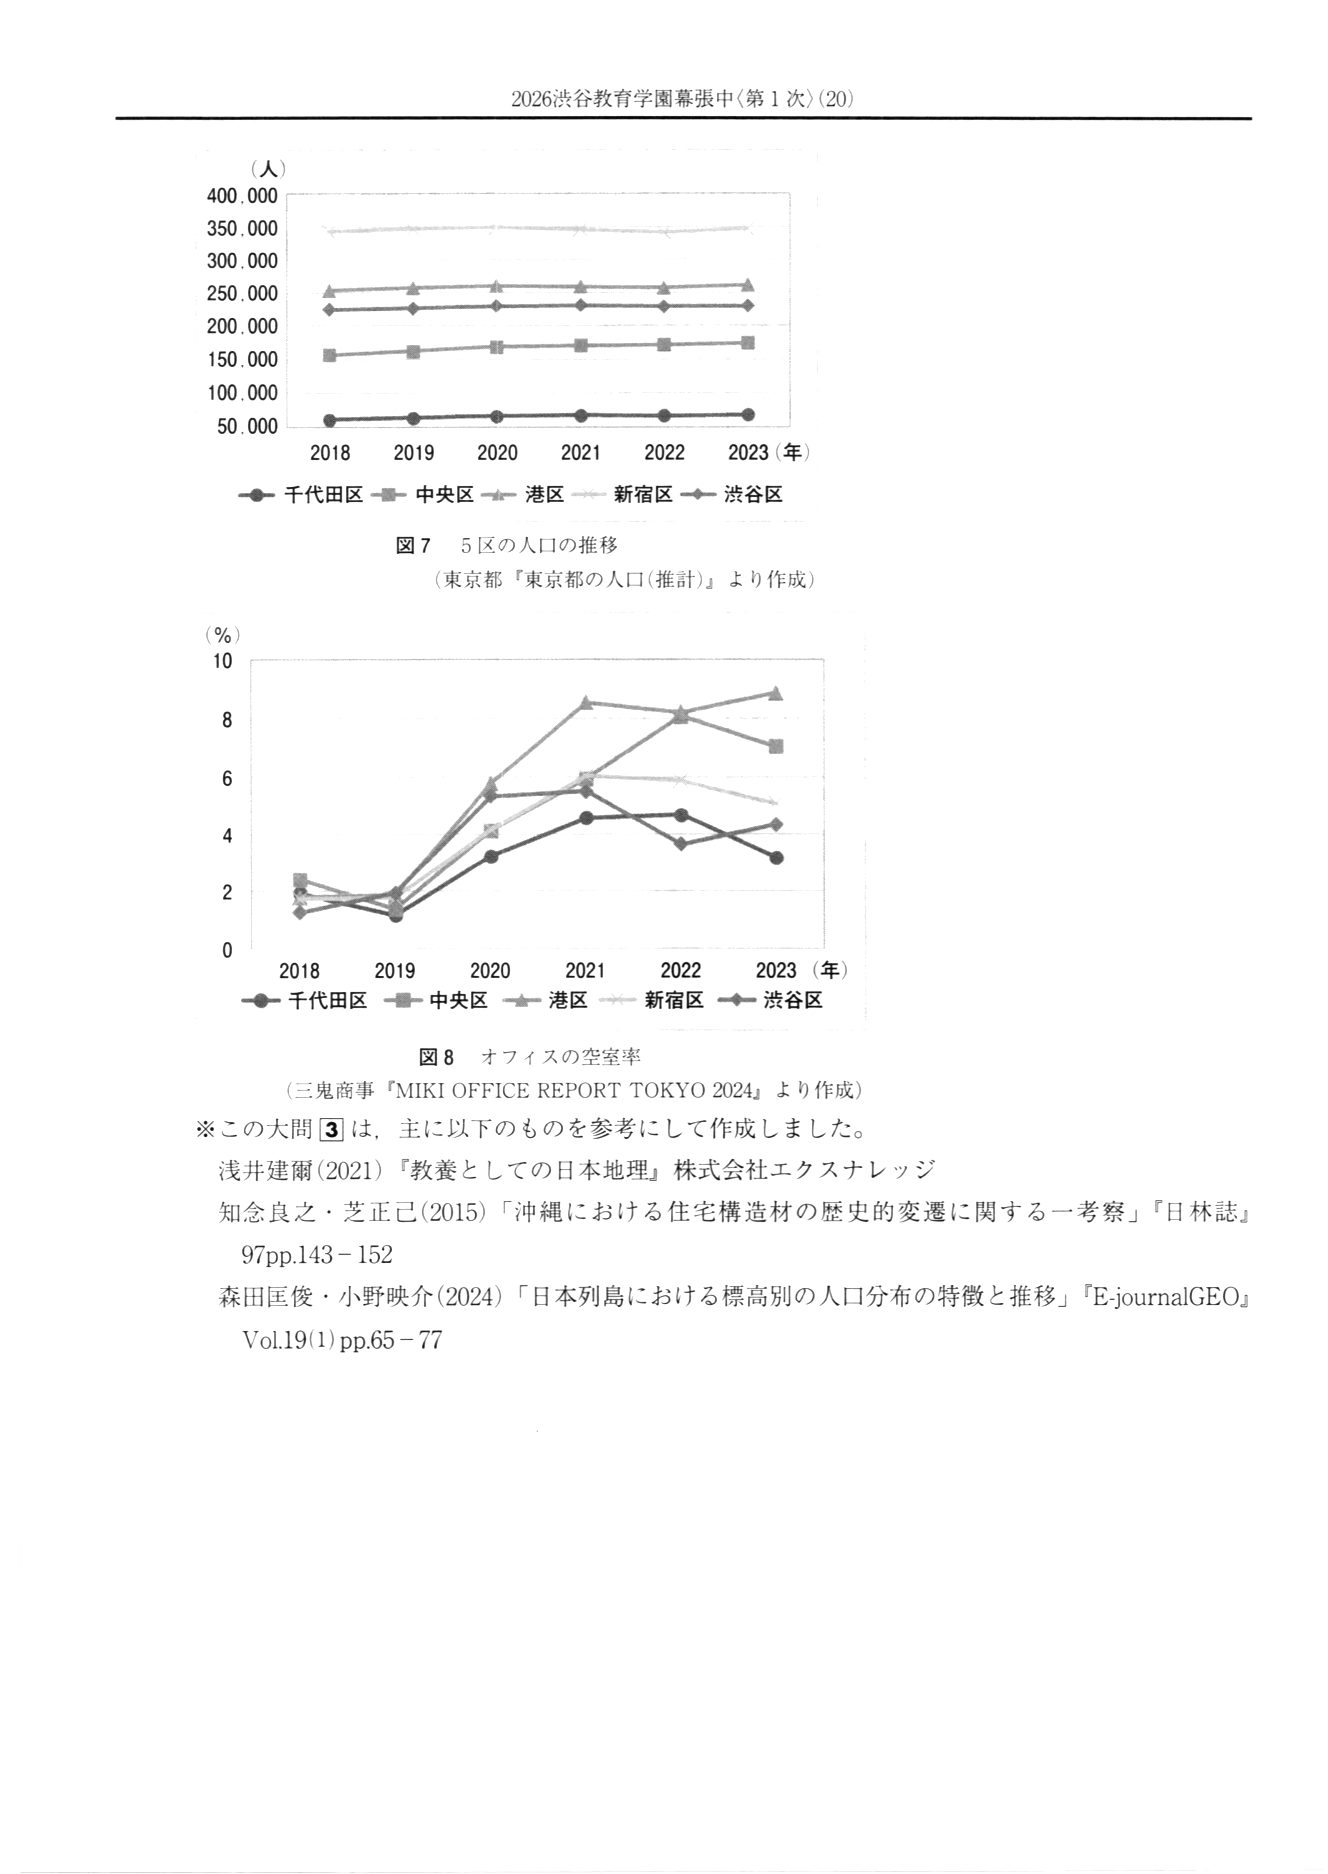 2026渋谷教育学園幕張中〈第1次〉(20)
(人)
400,000
350,000
300,000
250,000
200,000
150,000
100,000
50,000
2018 2019 2020 2021 2022 2023(年)
千代田区 中央区 港区 新宿区 渋谷区
図7 5区の人口の推移
(東京都『東京都の人口(推計)』より作成)
(%)
10
8
6
4
2
0
2018 2019 2020 2021 2022 2023 (年)
千代田区 中央区 港区 新宿区 渋谷区
図8 オフィスの空室率
(三鬼商事『MIKI OFFICE REPORT TOKYO 2024』より作成)
※この大問3は,主に以下のものを参考にして作成しました。
浅井建爾(2021)『教養としての日本地理』株式会社エクスナレッジ
知念良之・芝正己(2015)「沖縄における住宅構造材の歴史的変遷に関する一考察」『日林誌』
97pp.143−152
森田匡俊・小野映介(2024)「日本列島における標高別の人口分布の特徴と推移」『E-journalGEO』
Vol.19(1)pp.65−77